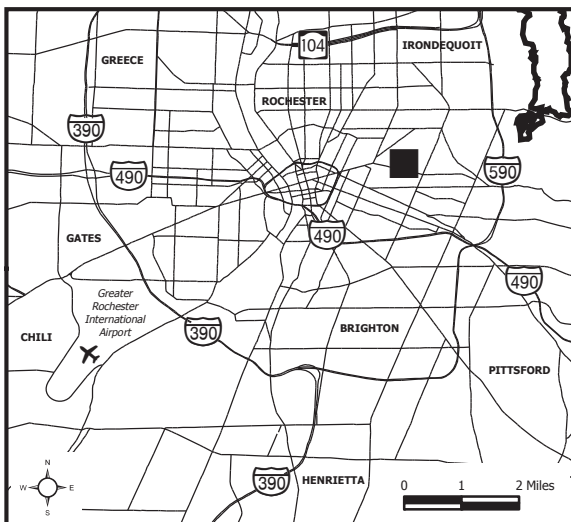 104
IRONDEQUOIT
GREECE
ROCHESTER
390
490
590
GATES
490
490
Greater
Rochester
International
Airport
CHILI
390
BRIGHTON
PITTSFORD
N
W
E
S
390
HENRIETTA
0 1 2 Miles